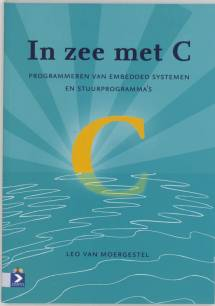 In zee met C
PROGRAMMEREN VAN EMBEDDED SYSTEMEN
EN STUURPROGRAMMA'S
C
LEO VAN MOERGESTEL